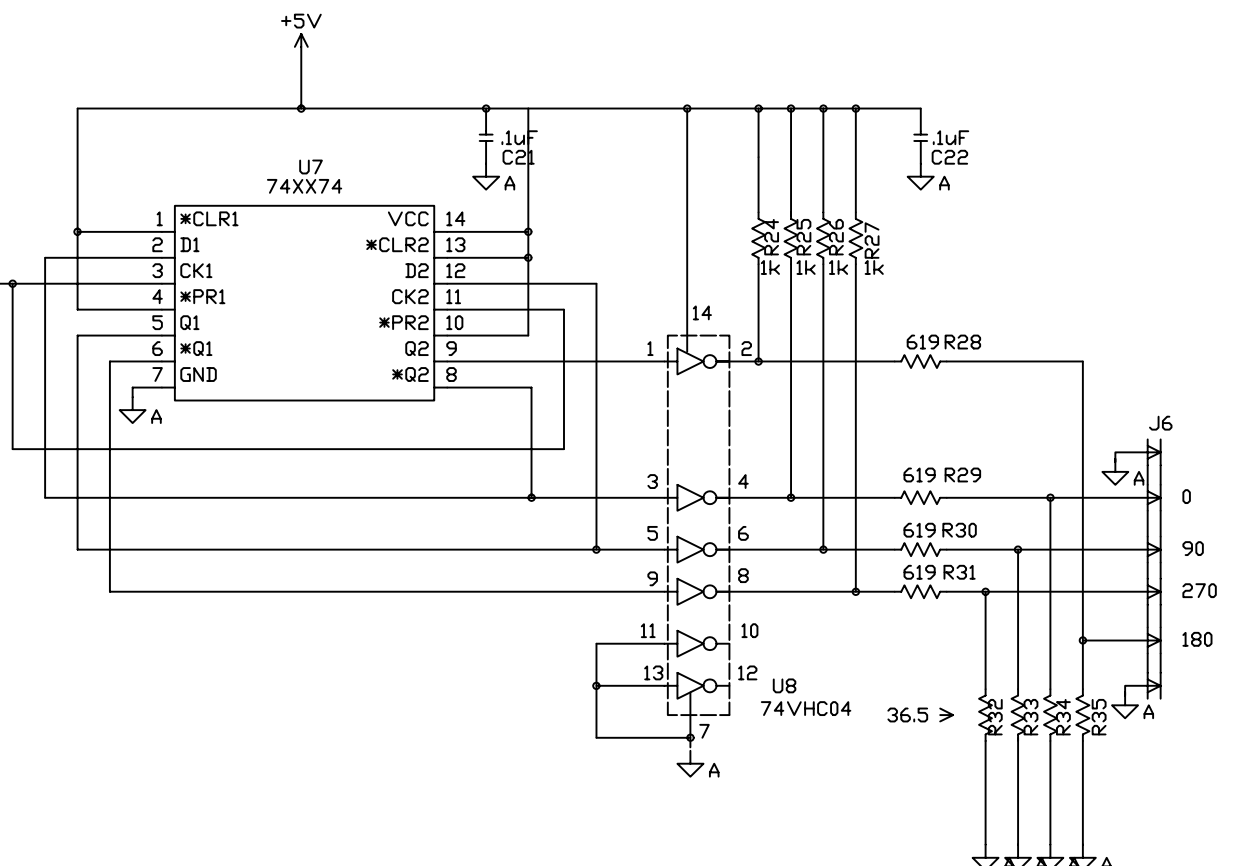 +5V
.1uF
C21
A
.1uF
C22
A
U7
74XX74
1 *CLR1
2 D1
3 CK1
4 *PR1
5 Q1
6 *Q1
7 GND
VCC 14
*CLR2 13
D2 12
CK2 11
*PR2 10
Q2 9
*Q2 8
A
R24
1k
R25
1k
R26
1k
R27
1k
14
1
2
619 R28
3
4
619 R29
5
6
619 R30
9
8
619 R31
11
10
13
12
7
A
U8
74VHC04
J6
A
0
90
270
180
A
36.5 >
R32
R33
R34
R35
A
A
A
A